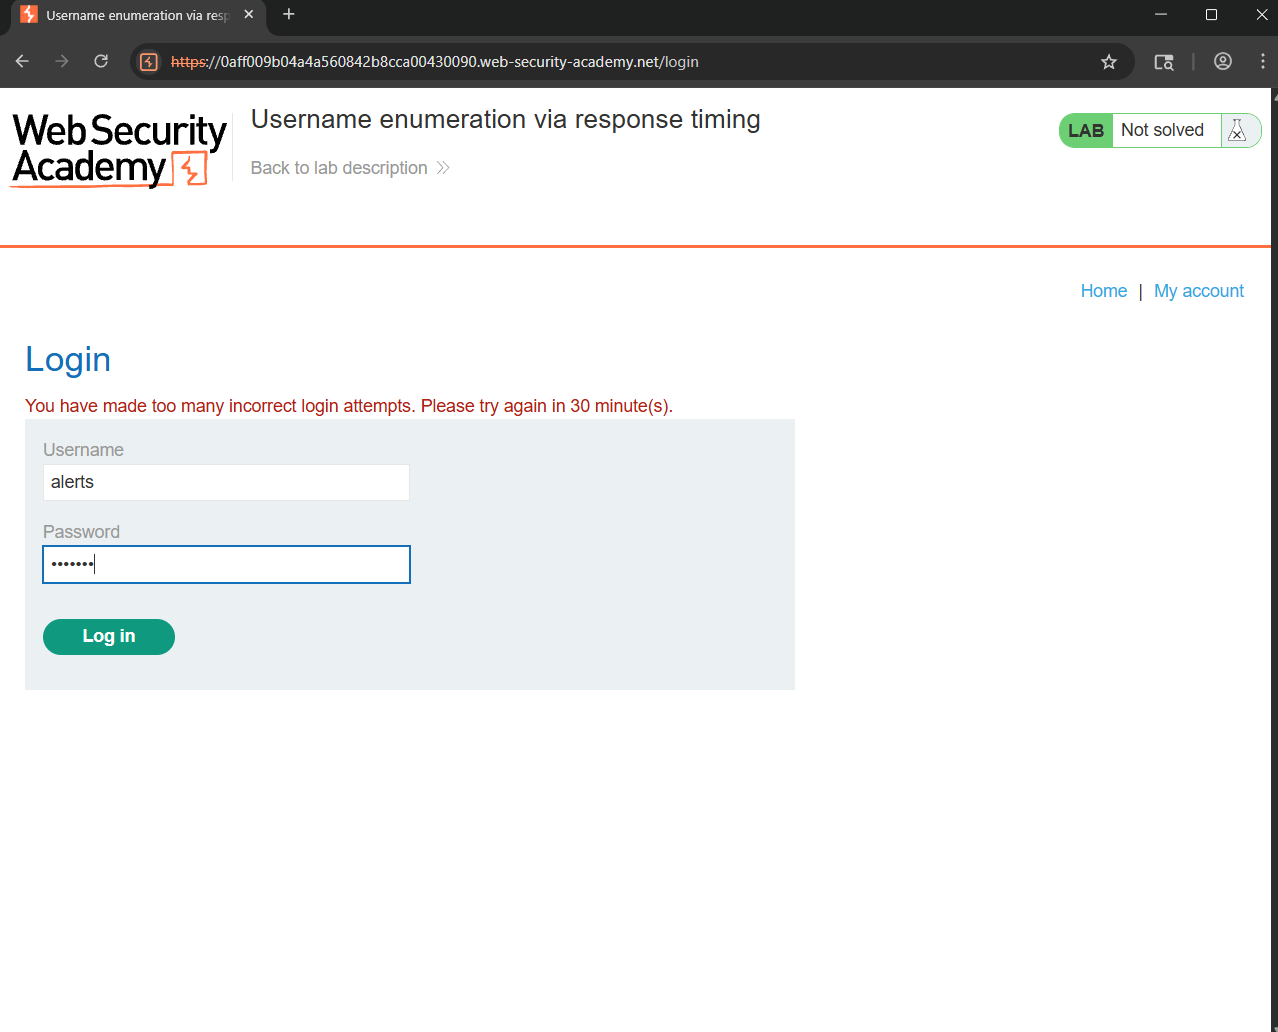 Username enumeration via resp
https://0aff009b04a4a560842b8cca00430090.web-security-academy.net/login
Web Security
Academy
Username enumeration via response timing
Back to lab description
LAB Not solved
Home | My account
Login
You have made too many incorrect login attempts. Please try again in 30 minute(s).
Username
alerts
Password
•••••••
Log in